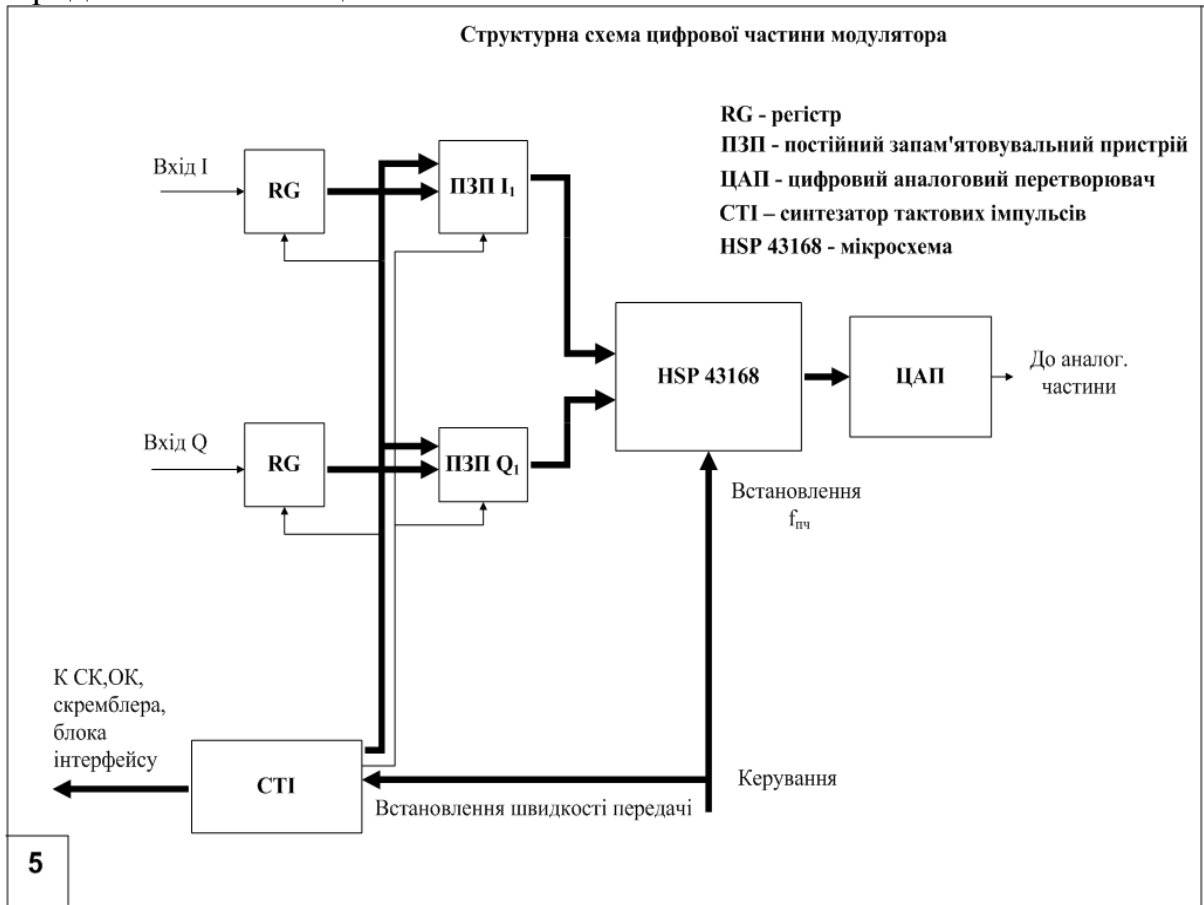 Структурна схема цифрової частини модулятора
RG - регістр
ПЗП - постійний запам'ятовувальний пристрій
ЦАП - цифровий аналоговий перетворювач
СТІ – синтезатор тактових імпульсів
HSP 43168 - мікросхема
Вхід I
RG
ПЗП I₁
HSP 43168
ЦАП
До аналог.
частини
Вхід Q
RG
ПЗП Q₁
Встановлення
fпч
К СК,ОК,
скремблера,
блока
інтерфейсу
СТІ
Керування
Встановлення швидкості передачі
5